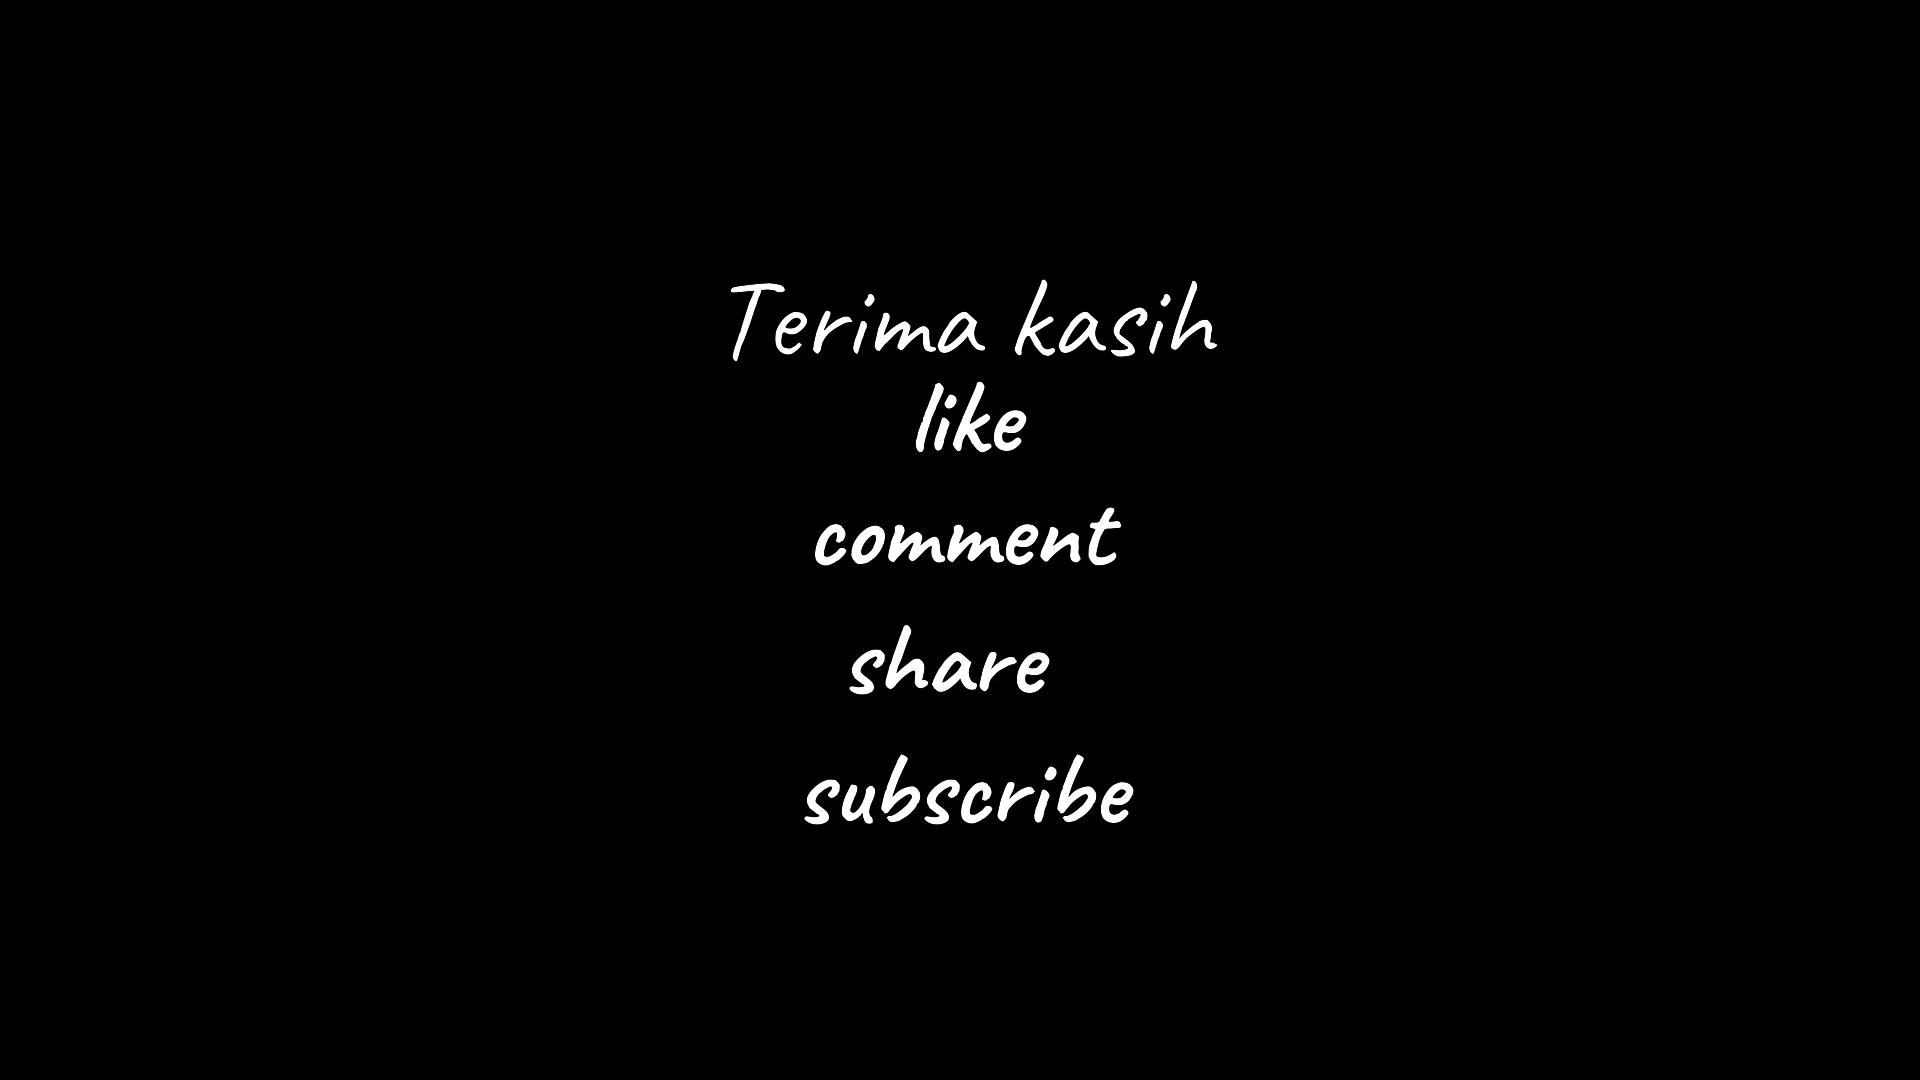 Terima kasih
like
comment
share
subscribe